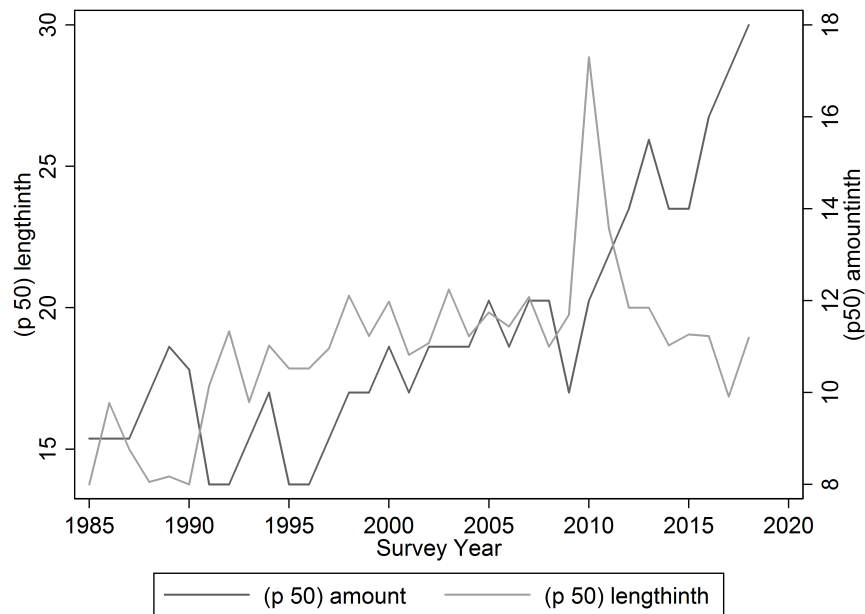 30
25
20
15
(p 50) lengthinth
18
16
14
12
10
8
(p50) amountinth
1985 1990 1995 2000 2005 2010 2015 2020
Survey Year
(p 50) amount (p 50) lengthinth